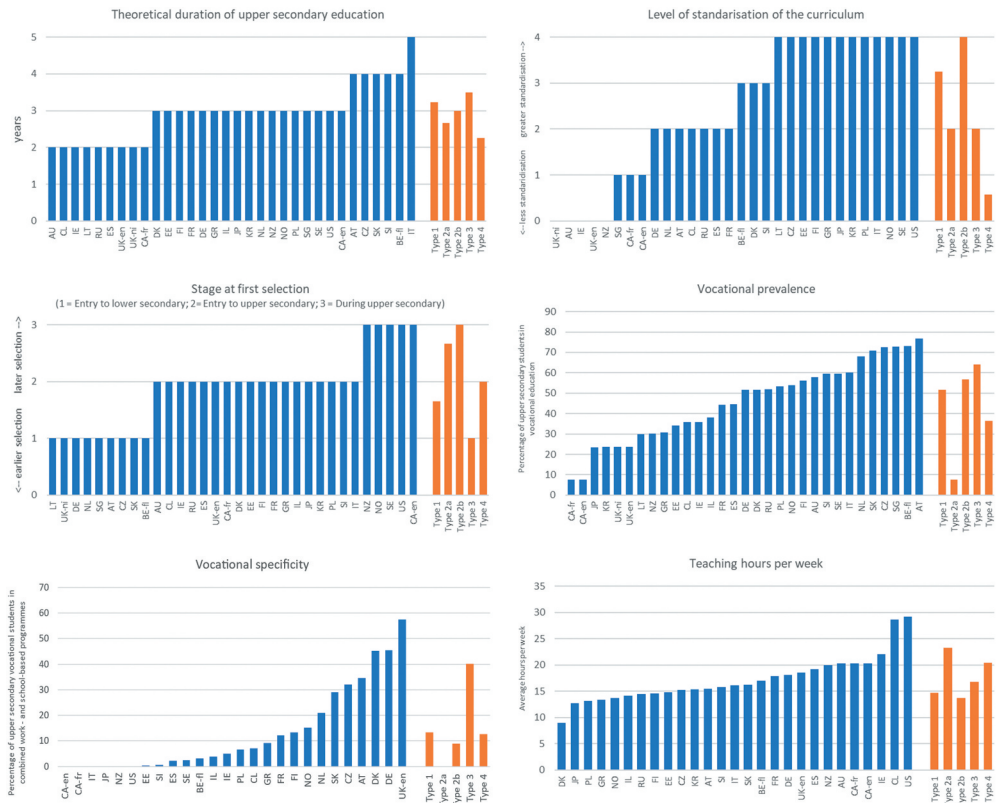 Theoretical duration of upper secondary education
years
5
4
3
2
1
0
AU CL IE LT RU ES UK-en UK-ni CA-fr DK EE FI FR DE GR IL JP KR NL NZ NO PL SG SE US CA-en AT CZ SK SI BE-fl IT Type 1 Type 2a Type 2b Type 3 Type 4
Level of standarisation of the curriculum
<--less standaridisation greater standardisation -->
4
3
2
1
0
UK-ni AU IE UK-en NZ SG CA-fr CA-en DE NL AT CL RU ES FR BE-fl DK SI LT CZ EE FI GR JP KR PL IT NO SE US Type 1 Type 2a Type 2b Type 3 Type 4
Stage at first selection
(1 = Entry to lower secondary; 2= Entry to upper secondary; 3 = During upper secondary)
<-- earlier selection later selection -->
3
2
1
0
LT UK-ni DE NL SG AT CZ SK BE-fl AU CL IE RU ES UK-en CA-fr DK EE FI FR GR IL JP KR PL SI IT NZ NO SE US CA-en Type 1 Type 2a Type 2b Type 3 Type 4
Vocational prevalence
Percentage of upper secondary students in
vocational education
90
80
70
60
50
40
30
20
10
0
CA-fr CA-en JP KR UK-ni UK-en LT NZ GR EE CL IE IL FR ES DE DK RU PL NO FI AU SI SE IT NL SK CZ SG BE-fl AT Type 1 Type 2a Type 2b Type 3 Type 4
Vocational specificity
Percentage of upper secondary vocational students in
combined work - and school-based programmes
70
60
50
40
30
20
10
0
CA-en CA-fr IT JP NZ US EE SI ES SE BE-fl IL IE PL CL GR FR FI NO NL SK CZ AT DK DE UK-en Type 1 Type 2a Type 2b Type 3 Type 4
Teaching hours per week
Average hours per week
35
30
25
20
15
10
5
0
DK JP PL GR NO IL RU FI EE CZ KR AT SI IT SK BE-fl FR DE UK-en ES NZ AU CA-fr CA-en IE CL US Type 1 Type 2a Type 2b Type 3 Type 4